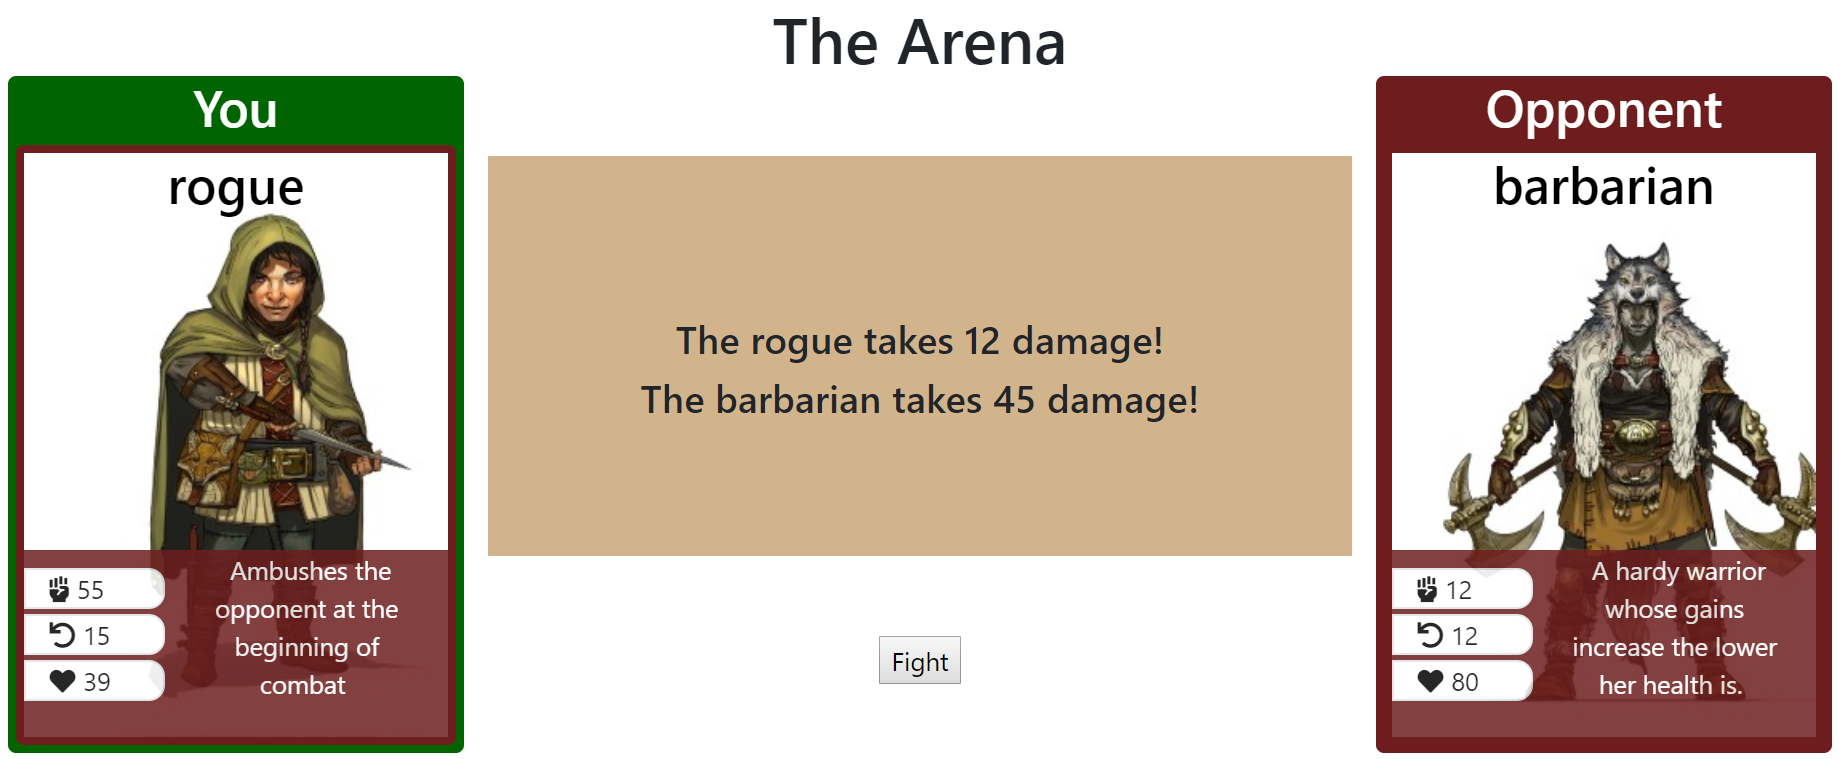 The Arena
You
rogue
55
15
39
Ambushes the
opponent at the
beginning of
combat
The rogue takes 12 damage!
The barbarian takes 45 damage!
Fight
Opponent
barbarian
12
12
80
A hardy warrior
whose gains
increase the lower
her health is.